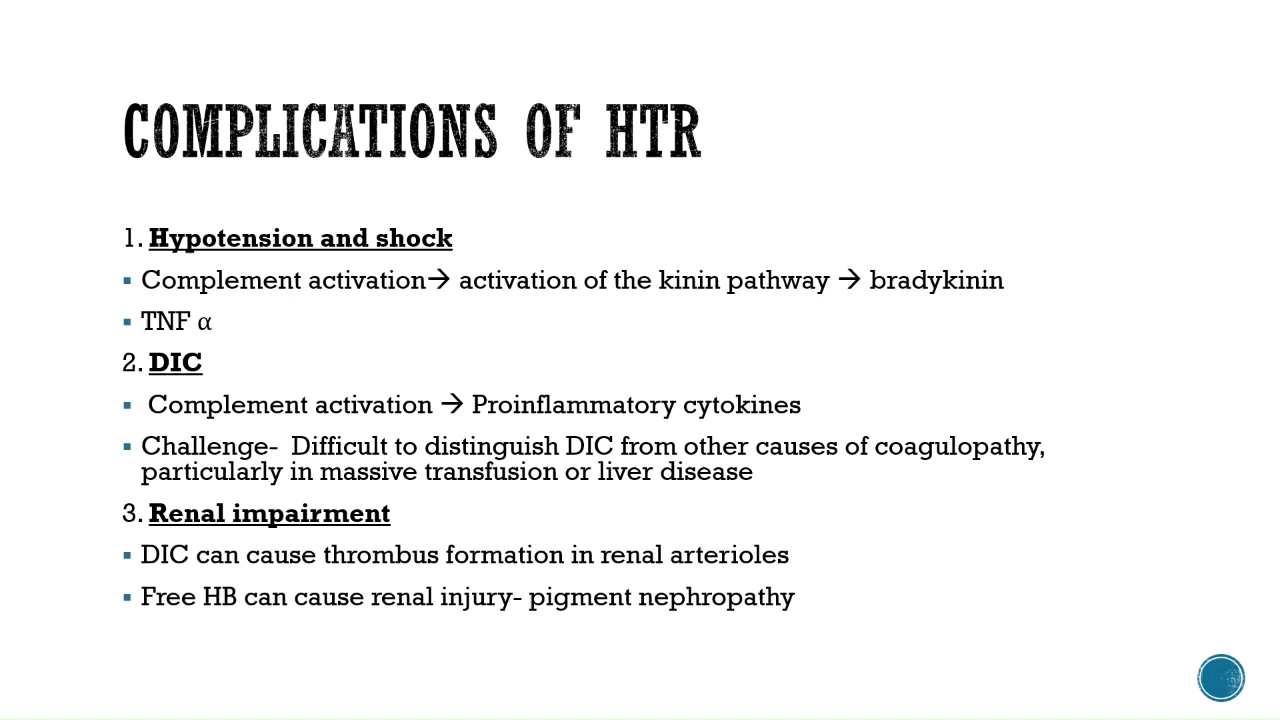 COMPLICATIONS OF HTR
1. Hypotension and shock
▪ Complement activation→ activation of the kinin pathway → bradykinin
▪ TNF α
2. DIC
▪ Complement activation → Proinflammatory cytokines
▪ Challenge- Difficult to distinguish DIC from other causes of coagulopathy,
particularly in massive transfusion or liver disease
3. Renal impairment
▪ DIC can cause thrombus formation in renal arterioles
▪ Free HB can cause renal injury- pigment nephropathy